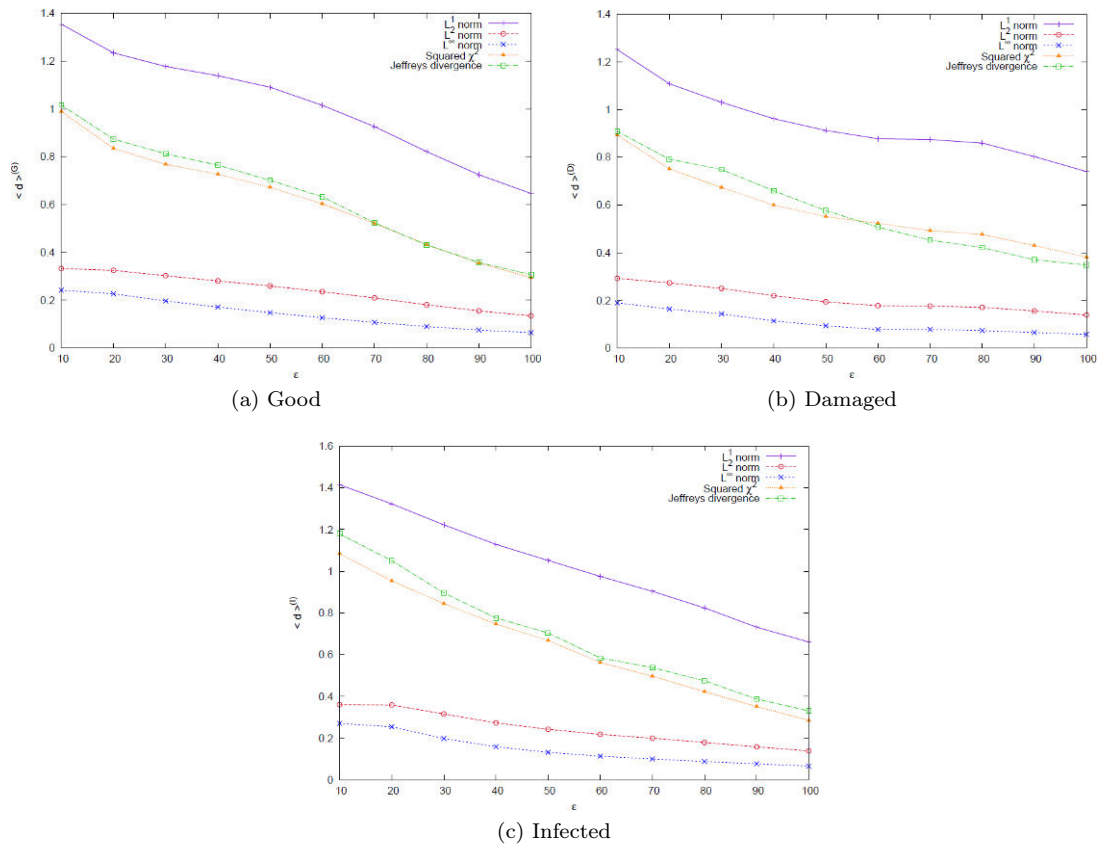 1.4
1.2
1
0.8
0.6
0.4
0.2
0
10 20 30 40 50 60 70 80 90 100
< d >(G)
ε
L1 norm
L2 norm
L∞ norm
Squared χ2
Jeffreys divergence
(a) Good
1.4
1.2
1
0.8
0.6
0.4
0.2
0
10 20 30 40 50 60 70 80 90 100
< d >(D)
ε
L1 norm
L2 norm
L∞ norm
Squared χ2
Jeffreys divergence
(b) Damaged
1.6
1.4
1.2
1
0.8
0.6
0.4
0.2
0
10 20 30 40 50 60 70 80 90 100
< d >(I)
ε
L1 norm
L2 norm
L∞ norm
Squared χ2
Jeffreys divergence
(c) Infected